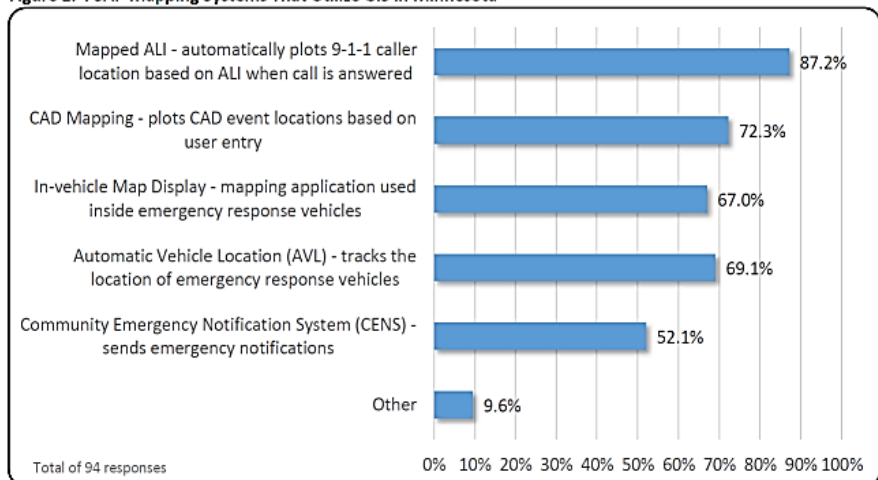 Mapped ALI - automatically plots 9-1-1 caller
location based on ALI when call is answered
87.2%
CAD Mapping - plots CAD event locations based on
user entry
72.3%
In-vehicle Map Display - mapping application used
inside emergency response vehicles
67.0%
Automatic Vehicle Location (AVL) - tracks the
location of emergency response vehicles
69.1%
Community Emergency Notification System (CENS) -
sends emergency notifications
52.1%
Other
9.6%
0% 10% 20% 30% 40% 50% 60% 70% 80% 90% 100%
Total of 94 responses